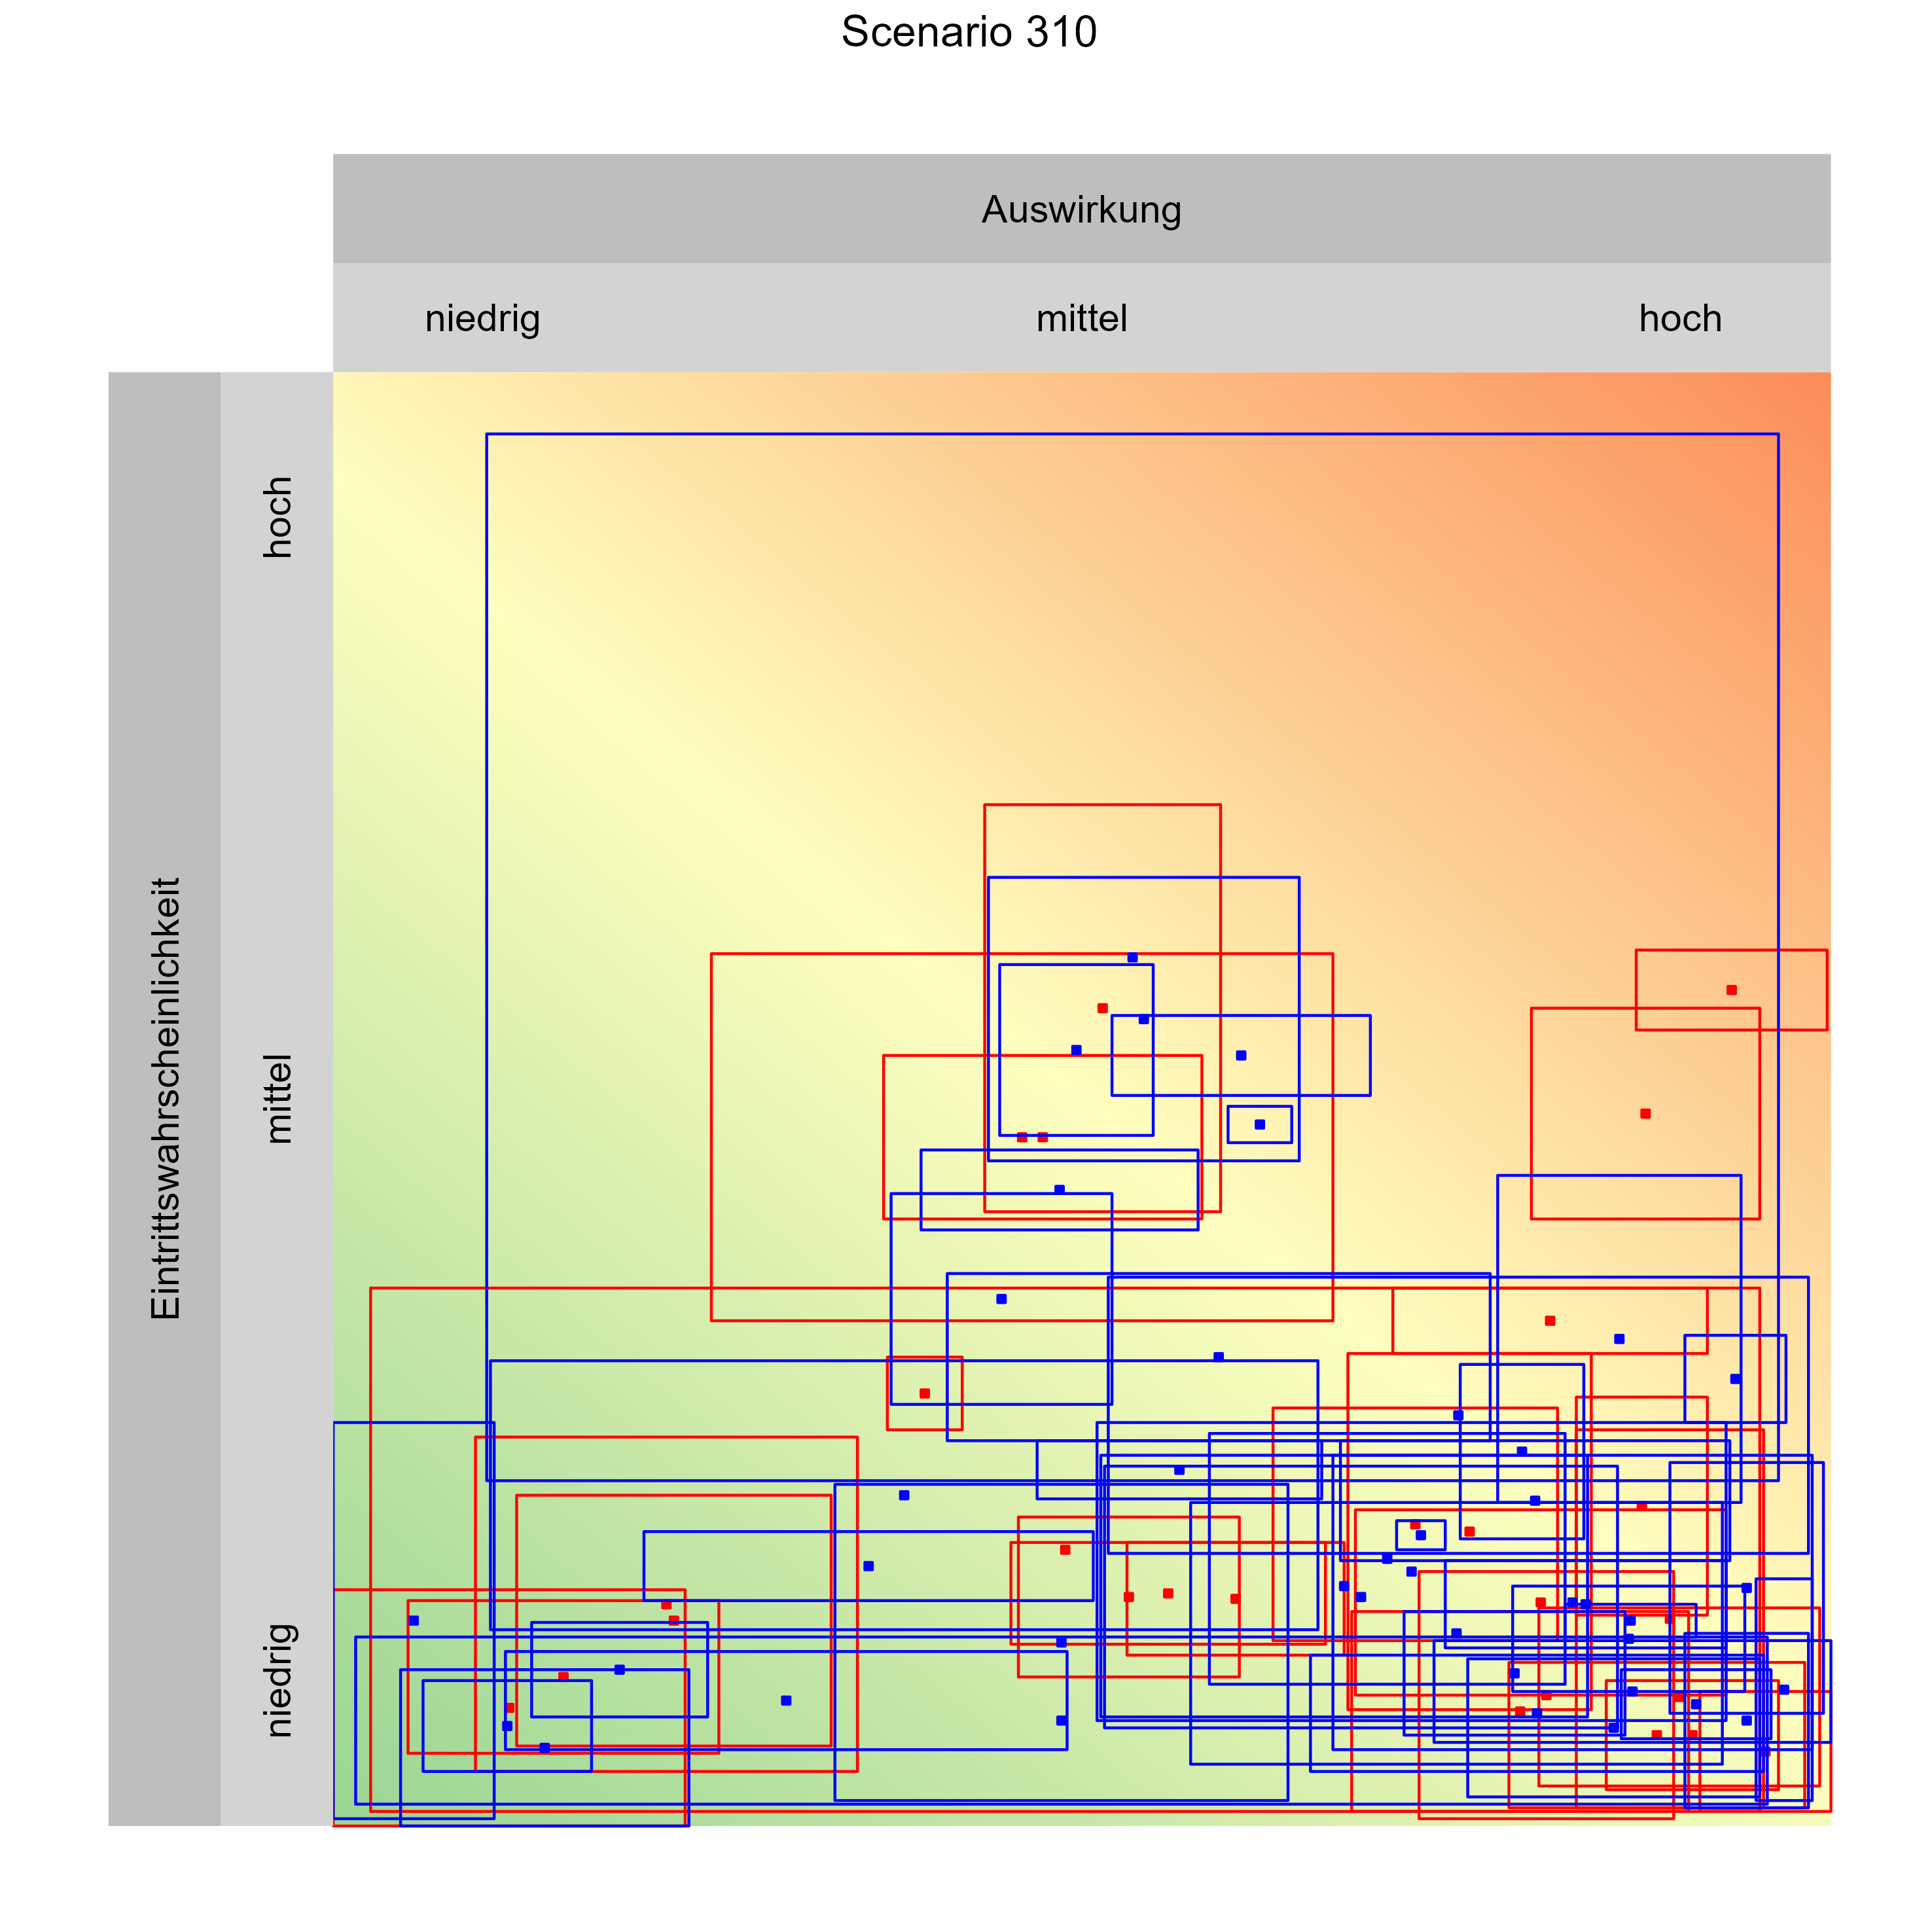 Scenario 310
Auswirkung
niedrig
mittel
hoch
Eintrittswahrscheinlichkeit
hoch
mittel
niedrig